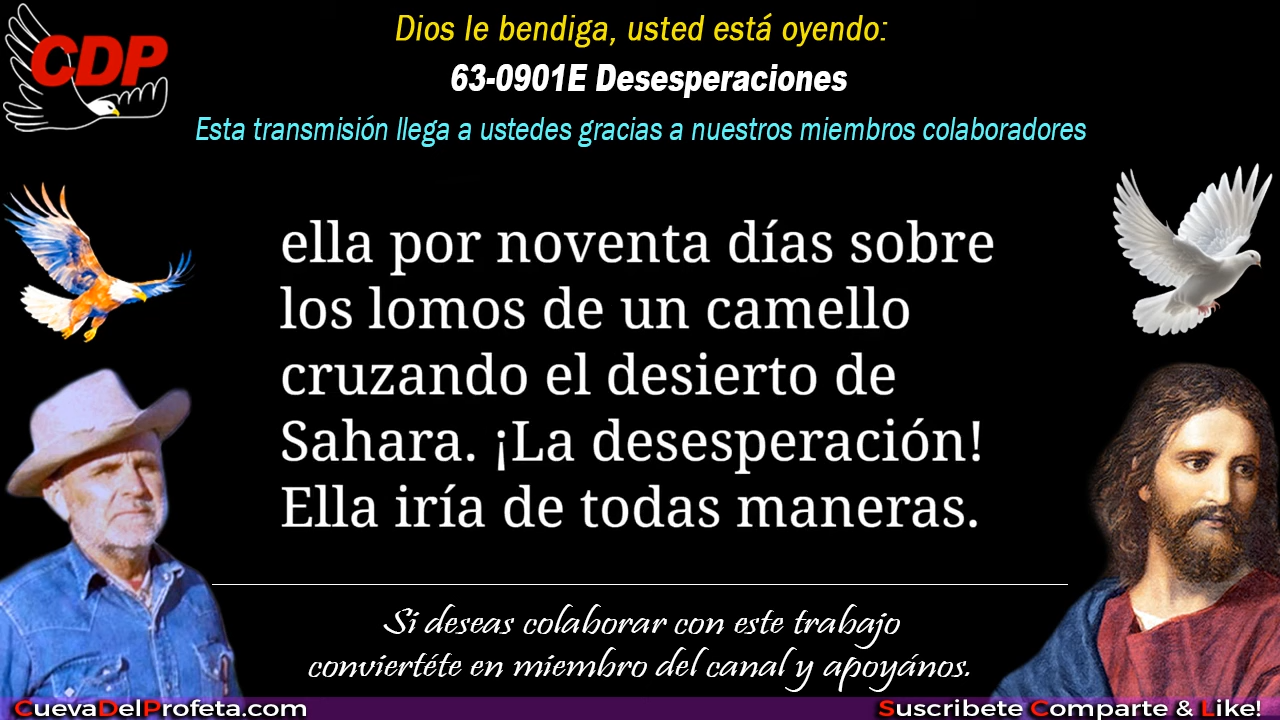 CDP
Dios le bendiga, usted está oyendo:
63-0901E Desesperaciones
Esta transmisión llega a ustedes gracias a nuestros miembros colaboradores
ella por noventa días sobre
los lomos de un camello
cruzando el desierto de
Sahara. ¡La desesperación!
Ella iría de todas maneras.
Si deseas colaborar con este trabajo
conviertéte en miembro del canal y apoyános.
CuevaDelProfeta.com
Suscribete Comparte & Like!